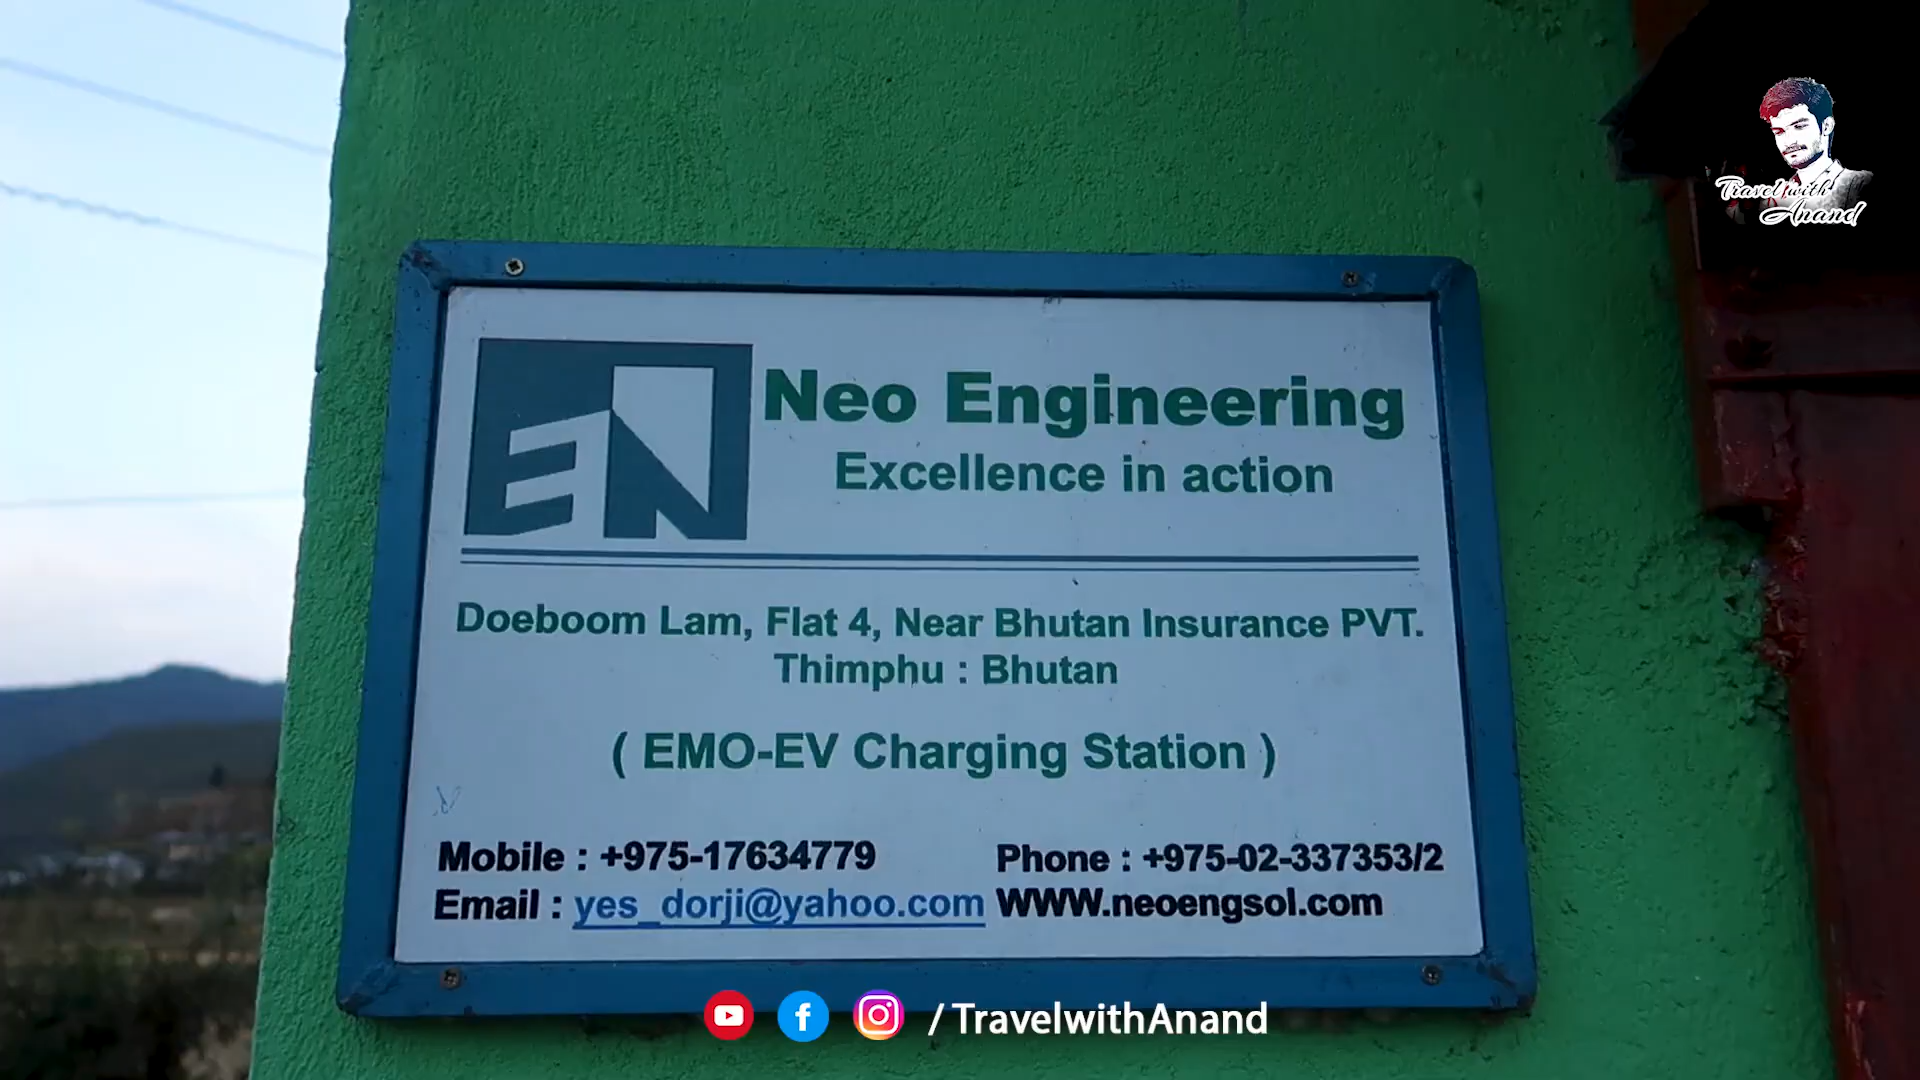 Travel with
Anand
EN
Neo Engineering
Excellence in action
Doeboom Lam, Flat 4, Near Bhutan Insurance PVT.
Thimphu : Bhutan
( EMO-EV Charging Station )
Mobile : +975-17634779
Phone : +975-02-337353/2
Email : yes_dorji@yahoo.com
WWW.neoengsol.com
/TravelwithAnand